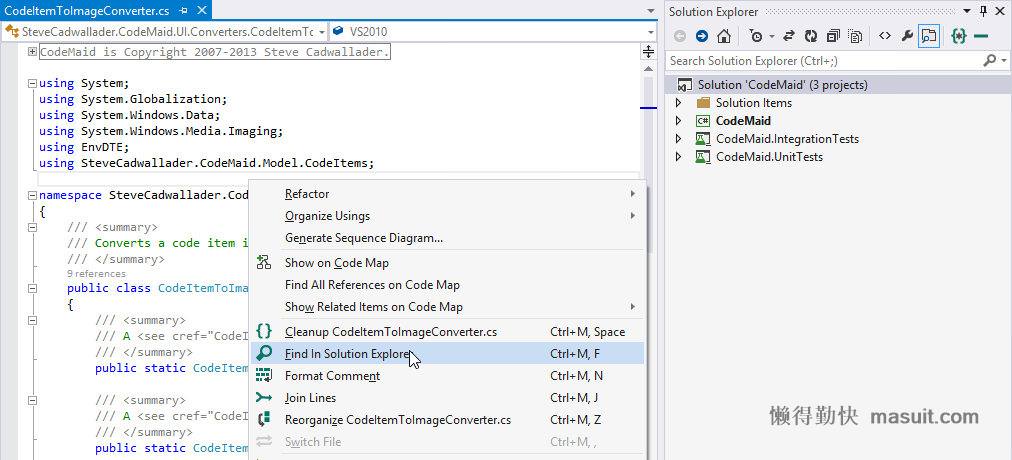 CodeItemToImageConverter.cs
SteveCadwallader.CodeMaid.UI.Converters.CodeItemTo
VS2010
CodeMaid is Copyright 2007-2013 Steve Cadwallader.
using System;
using System.Globalization;
using System.Windows.Data;
using System.Windows.Media.Imaging;
using EnvDTE;
using SteveCadwallader.CodeMaid.Model.CodeItems;
namespace SteveCadwallader.Cod
{
/// <summary>
/// Converts a code item i
/// </summary>
9 references
public class CodeItemToIma
{
/// <summary>
/// A <see cref="CodeI
/// </summary>
public static CodeItem
/// <summary>
/// A <see cref="CodeI
/// </summary>
public static CodeItem
Refactor
Organize Usings
Generate Sequence Diagram...
Show on Code Map
Find All References on Code Map
Show Related Items on Code Map
Cleanup CodeItemToImageConverter.cs Ctrl+M, Space
Find In Solution Explorer Ctrl+M, F
Format Comment Ctrl+M, N
Join Lines Ctrl+M, J
Reorganize CodeItemToImageConverter.cs Ctrl+M, Z
Switch File Ctrl+M, ,
Solution Explorer
Search Solution Explorer (Ctrl+;)
Solution 'CodeMaid' (3 projects)
Solution Items
C# CodeMaid
CodeMaid.IntegrationTests
CodeMaid.UnitTests
懒得勤快 masuit.com